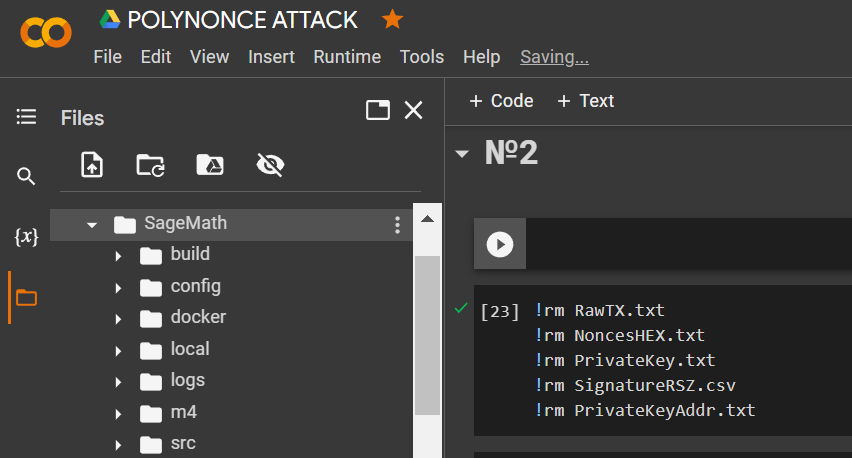 POLYNONCE ATTACK
File Edit View Insert Runtime Tools Help Saving...
Files
+ Code + Text
№2
{x}
SageMath
build
config
docker
local
logs
m4
src
[23] !rm RawTX.txt
!rm NoncesHEX.txt
!rm PrivateKey.txt
!rm SignatureRSZ.csv
!rm PrivateKeyAddr.txt